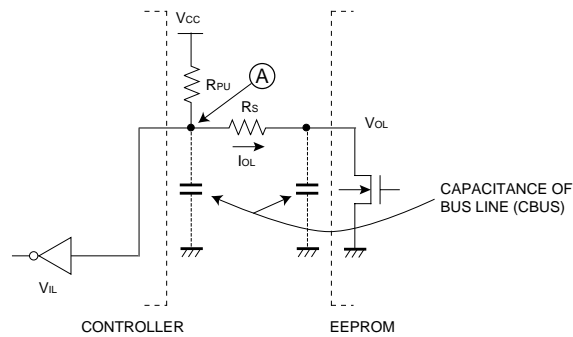 VCC
RPU
A
RS
VOL
IOL
CAPACITANCE OF
BUS LINE (CBUS)
VIL
CONTROLLER
EEPROM